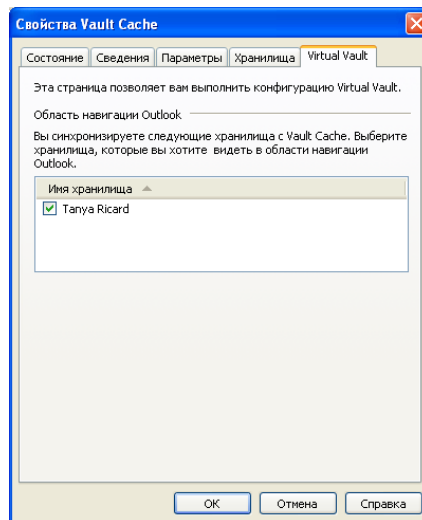 Свойства Vault Cache
Состояние Сведения Параметры Хранилища Virtual Vault
Эта страница позволяет вам выполнить конфигурацию Virtual Vault.
Область навигации Outlook
Вы синхронизируете следующие хранилища с Vault Cache. Выберите
хранилища, которые вы хотите видеть в области навигации
Outlook.
Имя хранилища
Tanya Ricard
ОК Отмена Справка